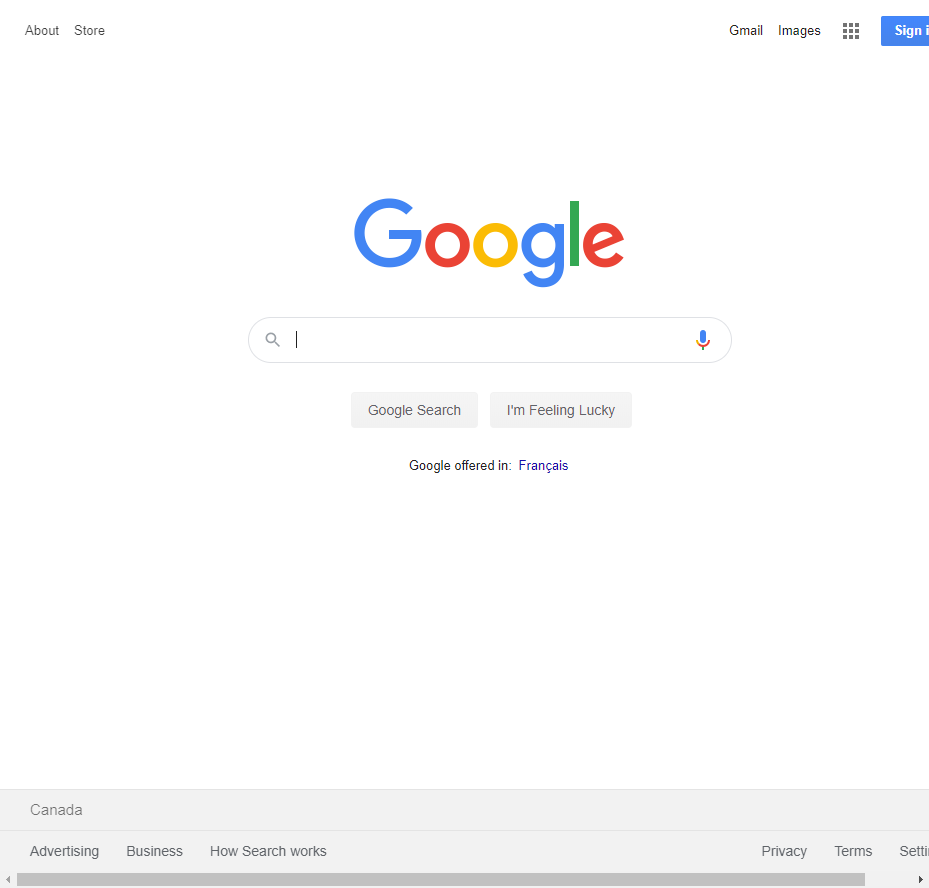 About Store Gmail Images Sign i
Google
Google Search I'm Feeling Lucky
Google offered in: Français
Canada
Advertising Business How Search works Privacy Terms Setti